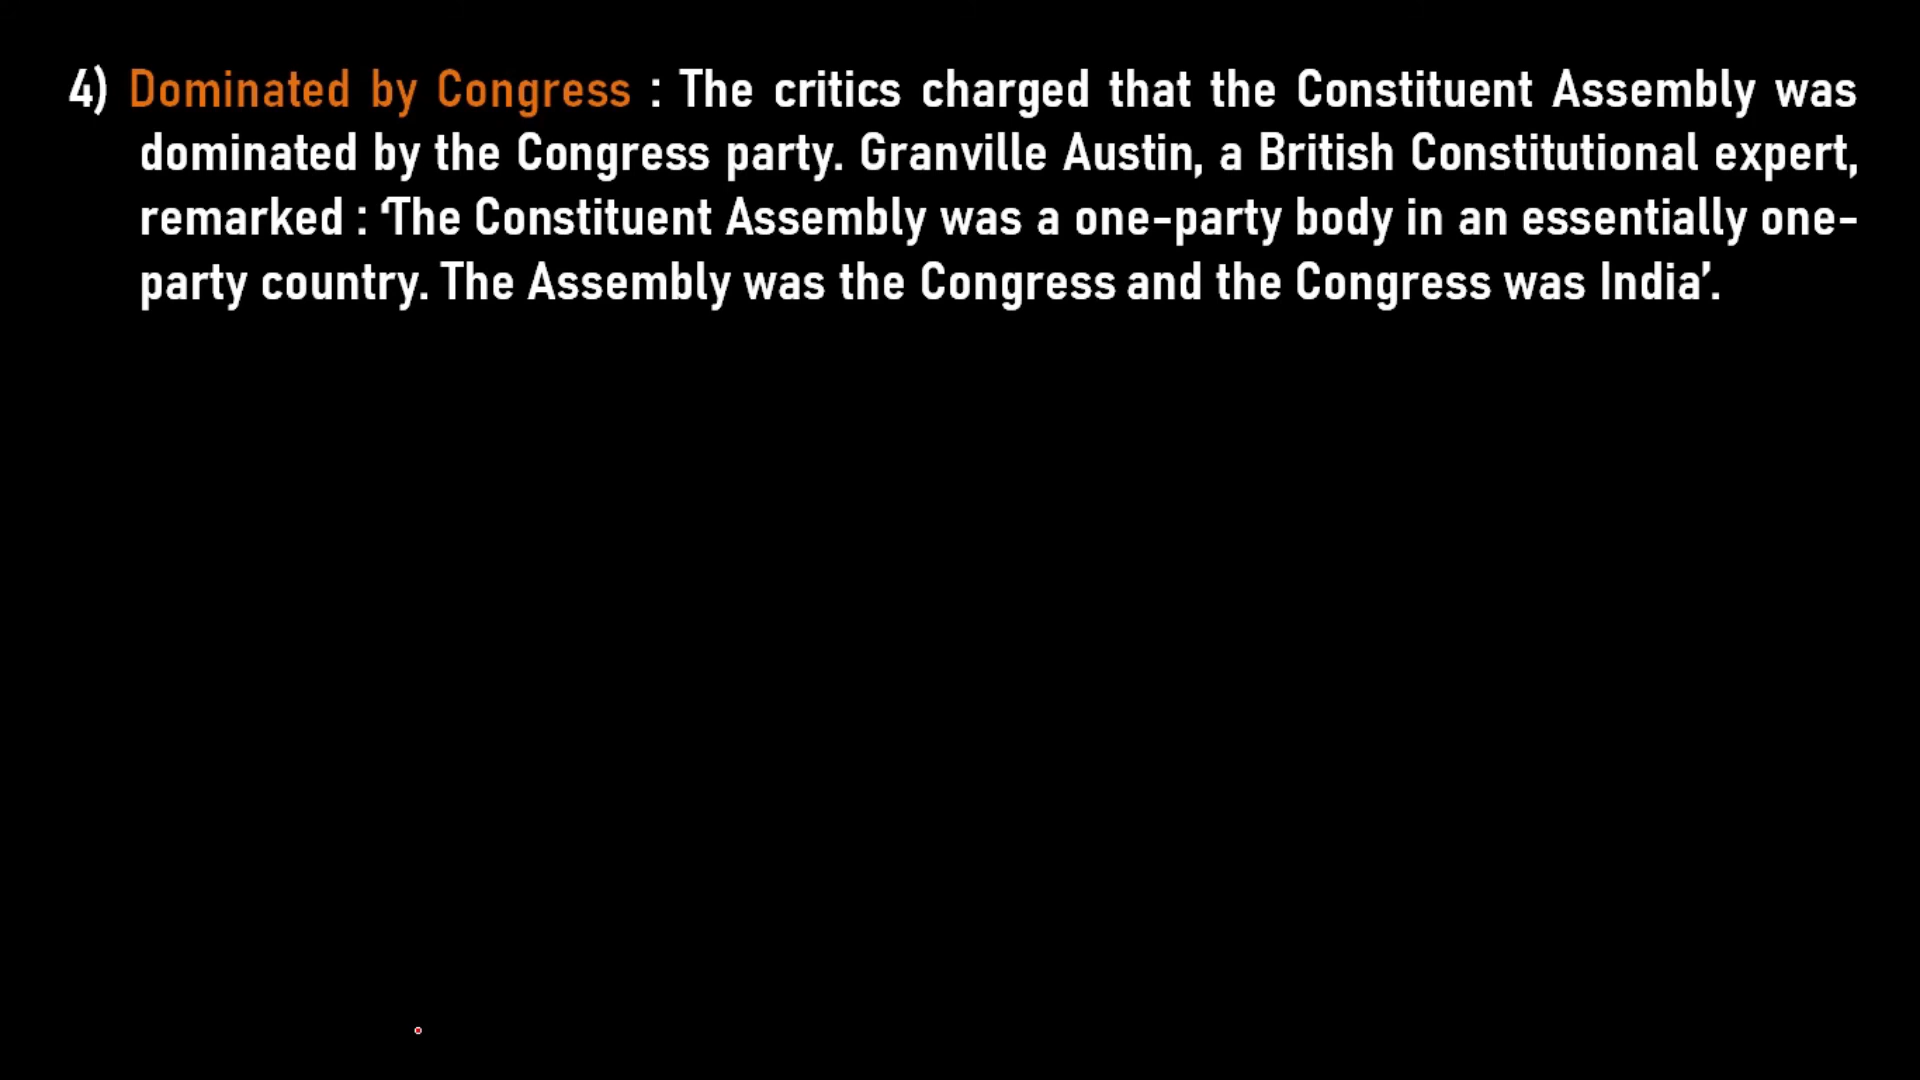 4) Dominated by Congress : The critics charged that the Constituent Assembly was
dominated by the Congress party. Granville Austin, a British Constitutional expert,
remarked : ‘The Constituent Assembly was a one-party body in an essentially one-
party country. The Assembly was the Congress and the Congress was India’.